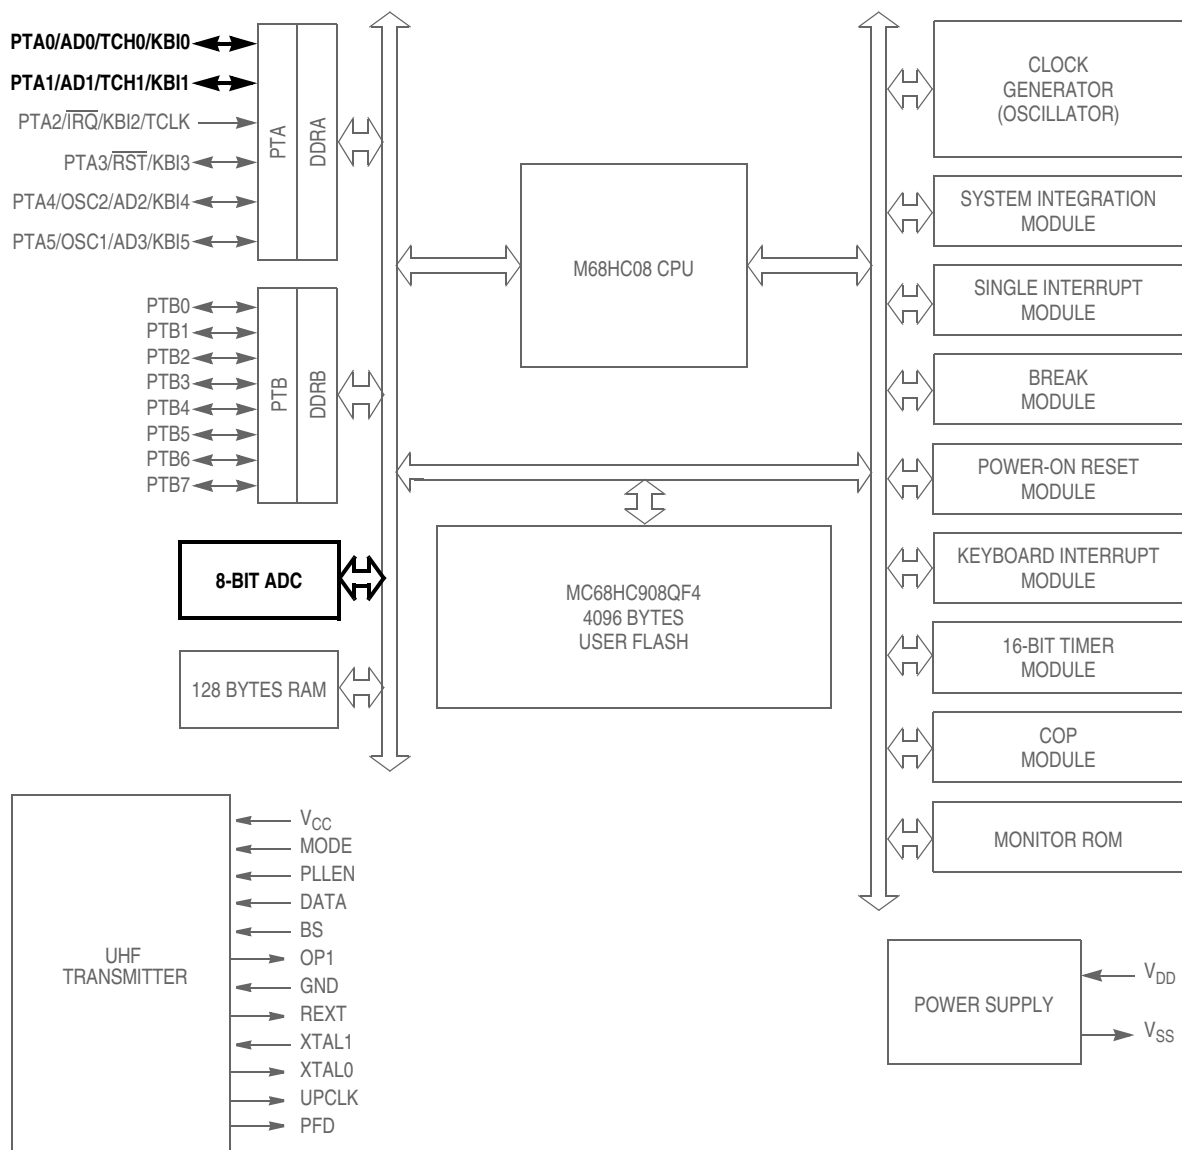 PTA0/AD0/TCH0/KBI0
PTA1/AD1/TCH1/KBI1
PTA2/IRQ/KBI2/TCLK
PTA3/RST/KBI3
PTA4/OSC2/AD2/KBI4
PTA5/OSC1/AD3/KBI5
PTA
DDRA
PTB0
PTB1
PTB2
PTB3
PTB4
PTB5
PTB6
PTB7
PTB
DDRB
8-BIT ADC
128 BYTES RAM
M68HC08 CPU
MC68HC908QF4
4096 BYTES
USER FLASH
CLOCK
GENERATOR
(OSCILLATOR)
SYSTEM INTEGRATION
MODULE
SINGLE INTERRUPT
MODULE
BREAK
MODULE
POWER-ON RESET
MODULE
KEYBOARD INTERRUPT
MODULE
16-BIT TIMER
MODULE
COP
MODULE
MONITOR ROM
UHF
TRANSMITTER
VCC
MODE
PLLEN
DATA
BS
OP1
GND
REXT
XTAL1
XTAL0
UPCLK
PFD
POWER SUPPLY
VDD
VSS